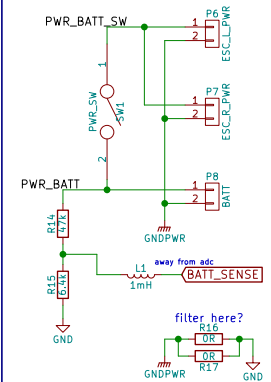 PWR_BATT_SW
P6
1
2
ESC_L_PWR
1
PWR_SW
SW1
2
P7
1
2
ESC_R_PWR
PWR_BATT
P8
1
2
BATT
R14
47k
GNDPWR
away from adc
L1
1mH
BATT_SENSE
R15
6.4k
GND
filter here?
R16
0R
0R
R17
GNDPWR
GND